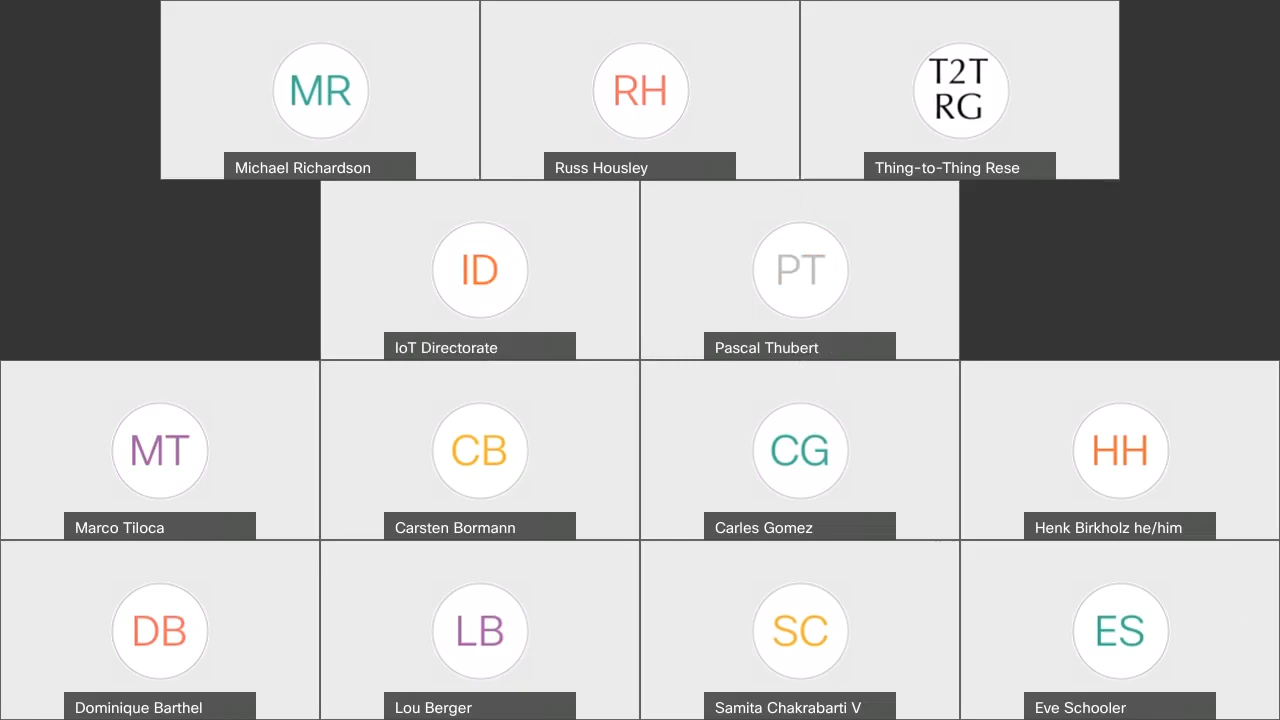 MR
Michael Richardson
RH
Russ Housley
T2T
RG
Thing-to-Thing Rese
ID
IoT Directorate
PT
Pascal Thubert
MT
Marco Tiloca
CB
Carsten Bormann
CG
Carles Gomez
HH
Henk Birkholz he/him
DB
Dominique Barthel
LB
Lou Berger
SC
Samita Chakrabarti V
ES
Eve Schooler